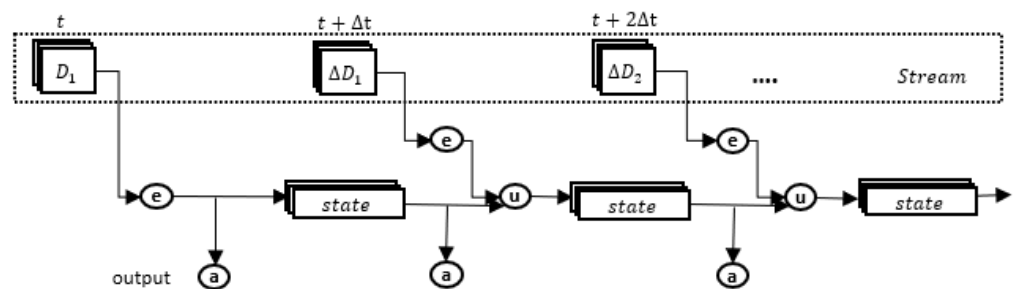 t
t + Δt
t + 2Δt
D₁
ΔD₁
ΔD₂
....
Stream
e
e
e
state
u
state
u
state
output
a
a
a